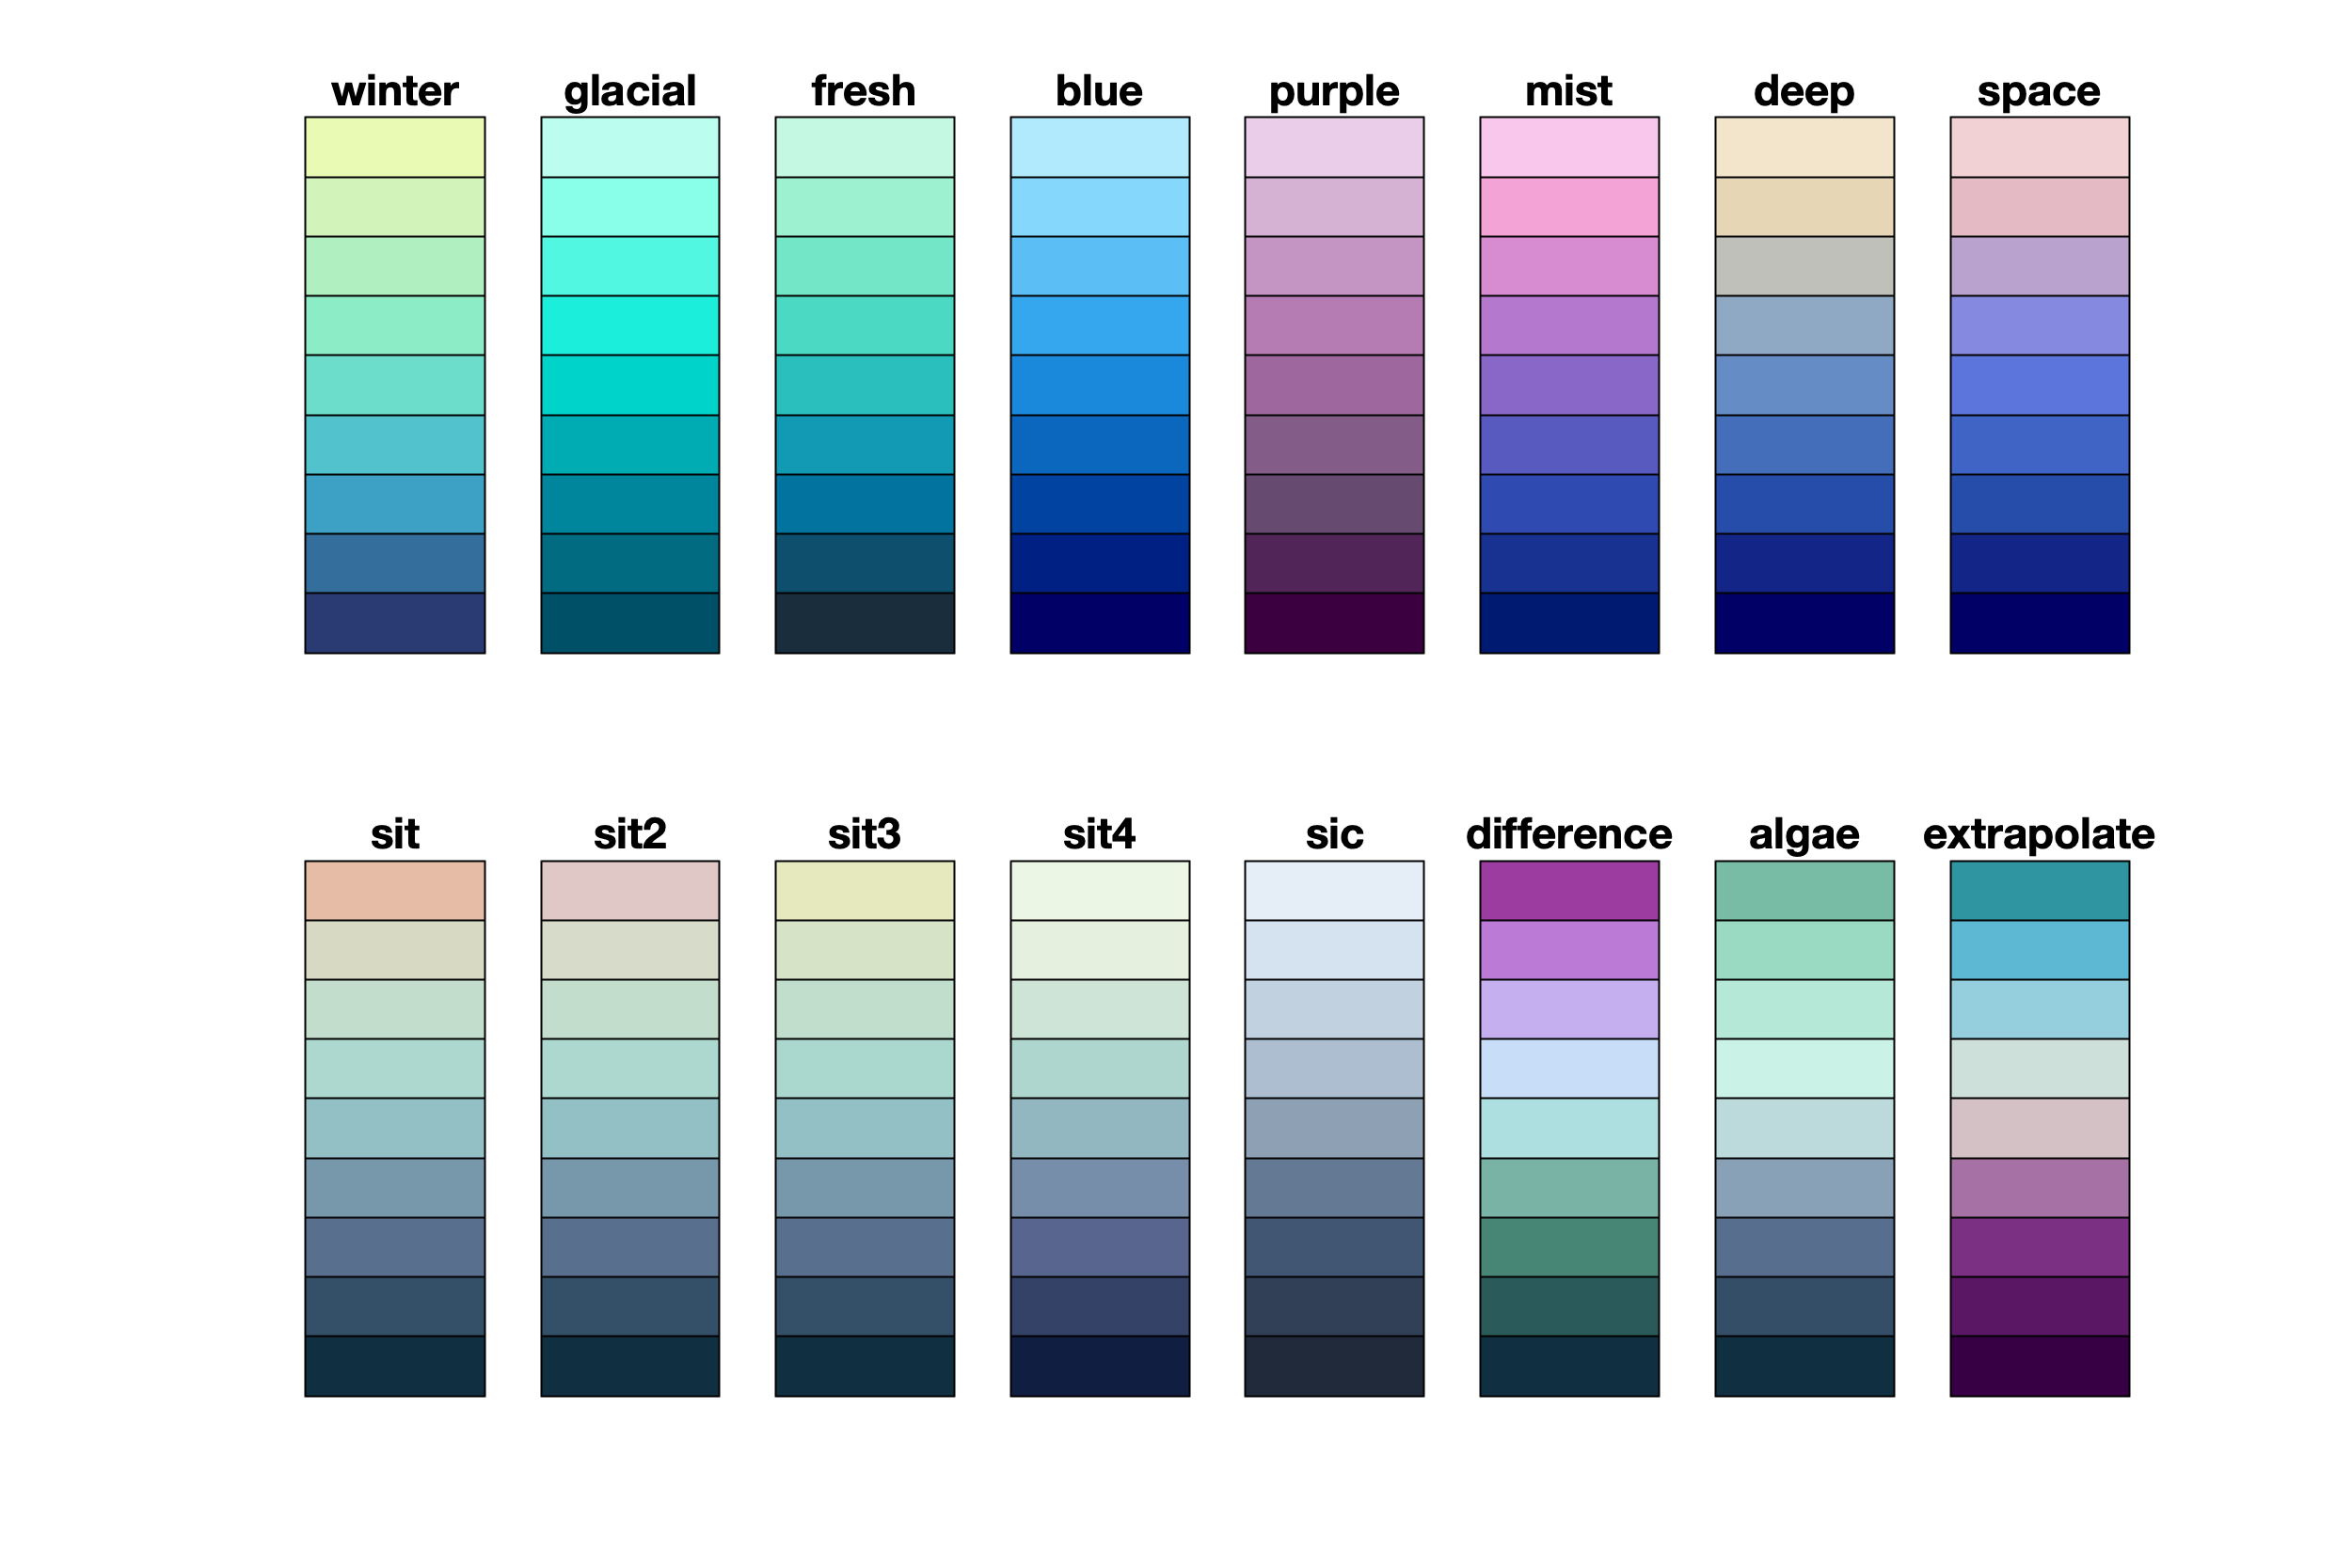 winter glacial fresh blue purple mist deep space
sit sit2 sit3 sit4 sic difference algae extrapolate